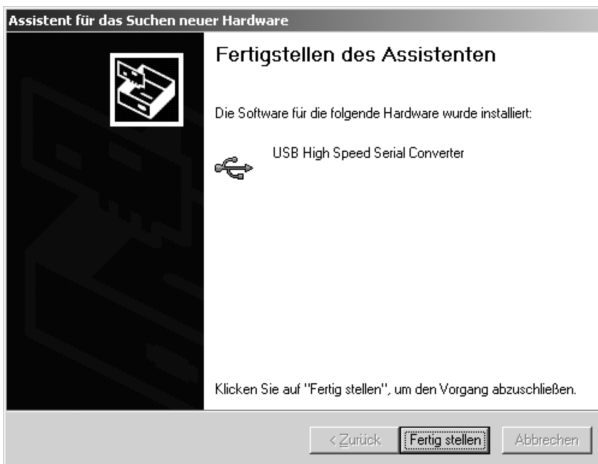 Assistent für das Suchen neuer Hardware
Fertigstellen des Assistenten
Die Software für die folgende Hardware wurde installiert:
USB High Speed Serial Converter
Klicken Sie auf "Fertig stellen", um den Vorgang abzuschließen.
< Zurück Fertig stellen Abbrechen